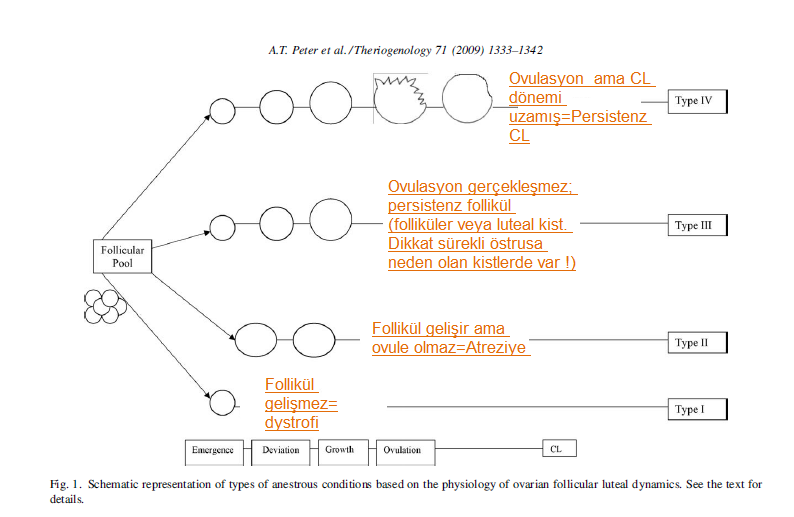 A.T. Peter et al. / Theriogenology 71 (2009) 1333–1342
Ovulasyon ama CL
dönemi
uzamış=Persistenz
CL
Type IV
Ovulasyon gerçekleşmez;
persistenz follikül
(folliküler veya luteal kist.
Dikkat sürekli östrusa
neden olan kistlerde var !)
Type III
Follicular
Pool
Follikül gelişir ama
ovule olmaz=Atreziye
Type II
Follikül
gelişmez=
dystrofi
Type I
Emergence
Deviation
Growth
Ovulation
CL
Fig. 1. Schematic representation of types of anestrous conditions based on the physiology of ovarian follicular luteal dynamics. See the text for
details.